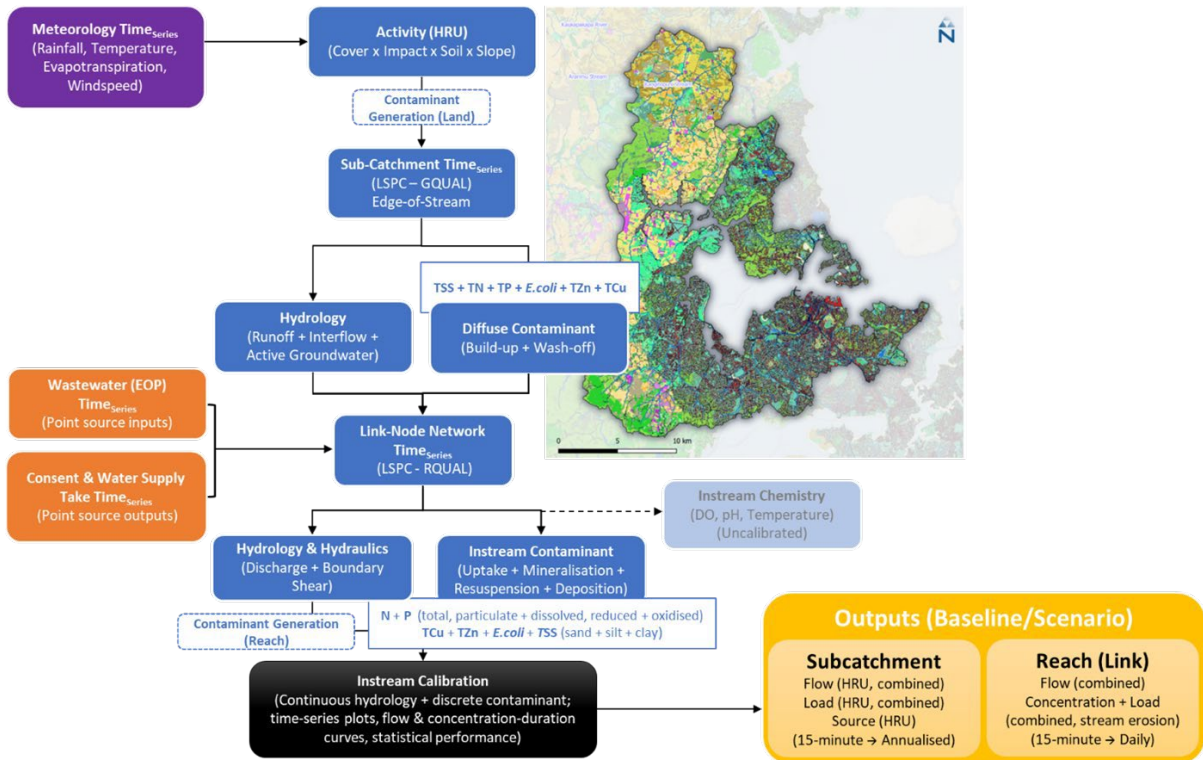 Meteorology TimeSeries
(Rainfall, Temperature,
Evapotranspiration,
Windspeed)
Activity (HRU)
(Cover x Impact x Soil x Slope)
Contaminant
Generation (Land)
Sub-Catchment TimeSeries
(LSPC – GQUAL)
Edge-of-Stream
TSS + TN + TP + E.coli + TZn + TCu
Hydrology
(Runoff + Interflow +
Active Groundwater)
Diffuse Contaminant
(Build-up + Wash-off)
Wastewater (EOP)
TimeSeries
(Point source inputs)
Consent & Water Supply
Take TimeSeries
(Point source outputs)
Link-Node Network
TimeSeries
(LSPC - RQUAL)
Instream Chemistry
(DO, pH, Temperature)
(Uncalibrated)
Hydrology & Hydraulics
(Discharge + Boundary
Shear)
Instream Contaminant
(Uptake + Mineralisation +
Resuspension + Deposition)
Contaminant Generation
(Reach)
N + P (total, particulate + dissolved, reduced + oxidised)
TCu + TZn + E.coli + TSS (sand + silt + clay)
Instream Calibration
(Continuous hydrology + discrete contaminant;
time-series plots, flow & concentration-duration
curves, statistical performance)
Outputs (Baseline/Scenario)
Subcatchment
Flow (HRU, combined)
Load (HRU, combined)
Source (HRU)
(15-minute → Annualised)
Reach (Link)
Flow (combined)
Concentration + Load
(combined, stream erosion)
(15-minute → Daily)
N
0 5 10 km